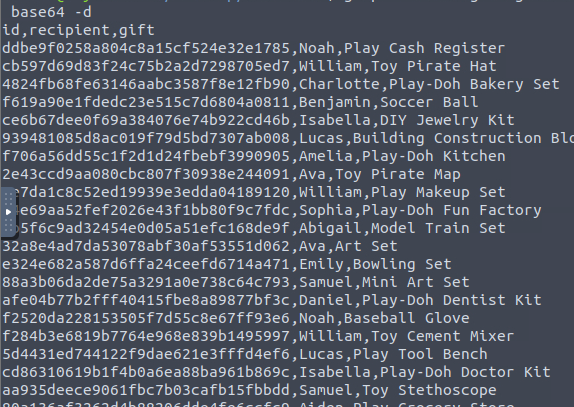 base64 -d
id,recipient,gift
ddbe9f0258a804c8a15cf524e32e1785,Noah,Play Cash Register
cb597d69d83f24c75b2a2d7298705ed7,William,Toy Pirate Hat
4824fb68fe63146aabc3587f8e12fb90,Charlotte,Play-Doh Bakery Set
f619a90e1fdedc23e515c7d6804a0811,Benjamin,Soccer Ball
ce6b67dee0f69a384076e74b922cd46b,Isabella,DIY Jewelry Kit
939481085d8ac019f79d5bd7307ab008,Lucas,Building Construction Blo
f706a56dd55c1f2d1d24fbebf3990905,Amelia,Play-Doh Kitchen
2e43ccd9aa080cbc807f30938e244091,Ava,Toy Pirate Map
e7da1c8c52ed19939e3edda04189120,William,Play Makeup Set
e69aa52fef2026e43f1bb80f9c7fdc,Sophia,Play-Doh Fun Factory
5f6c9ad32454e0d05a51efc168de9f,Abigail,Model Train Set
32a8e4ad7da53078abf30af53551d062,Ava,Art Set
e324e682a587d6ffa24ceefd6714a471,Emily,Bowling Set
88a3b06da2de75a3291a0e738c64c793,Samuel,Mini Art Set
afe04b77b2fff40415fbe8a89877bf3c,Daniel,Play-Doh Dentist Kit
f2520da228153505f7d55c8e67ff93e6,Noah,Baseball Glove
f284b3e6819b7764e968e839b1495997,William,Toy Cement Mixer
5d4431ed744122f9dae621e3fffd4ef6,Lucas,Play Tool Bench
cd86310619b1f4b0a6ea88ba961b869c,Isabella,Play-Doh Doctor Kit
aa935deece9061fbc7b03cafb15fbbdd,Samuel,Toy Stethoscope
Aiden,Play Grocery Store